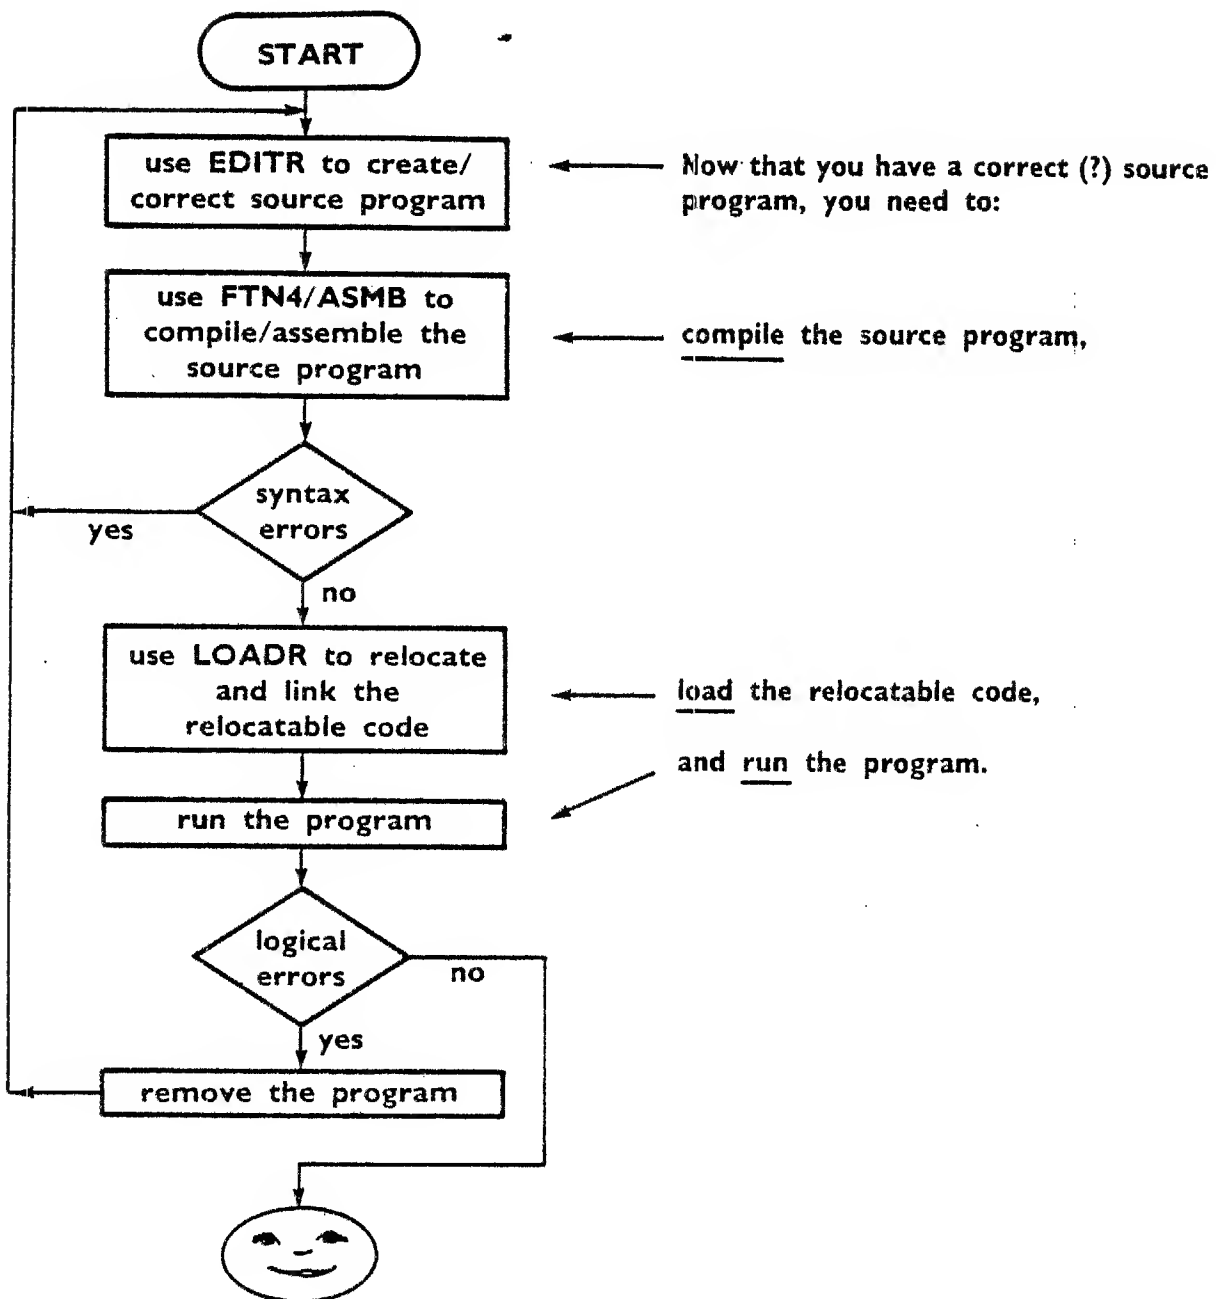 START
use EDITR to create/
correct source program
Now that you have a correct (?) source
program, you need to:
use FTN4/ASMB to
compile/assemble the
source program
compile the source program,
syntax
errors
yes
no
use LOADR to relocate
and link the
relocatable code
load the relocatable code,
and run the program.
run the program
logical
errors
no
yes
remove the program